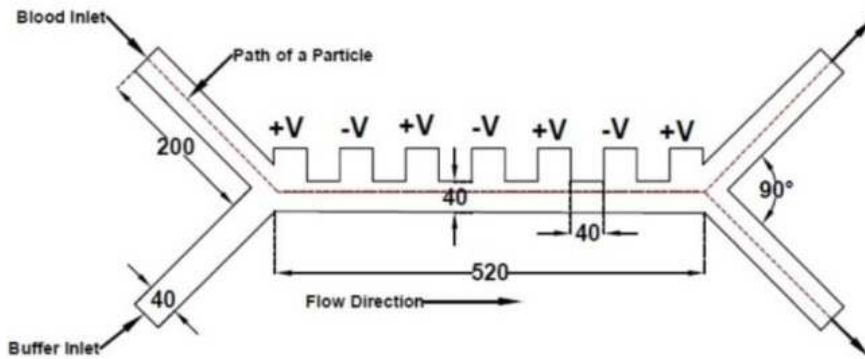 Blood Inlet
Path of a Particle
+V -V +V -V +V -V +V
200
40
90°
40
520
40
Flow Direction
Buffer Inlet